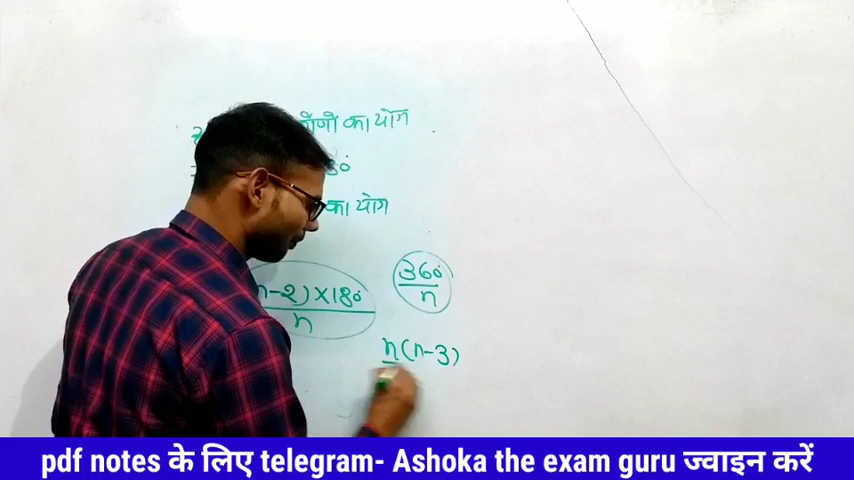 कोणों का योग
का योग
n-2) × 180°
n
360°
n
n(n-3)
pdf notes के लिए telegram- Ashoka the exam guru ज्वाइन करें